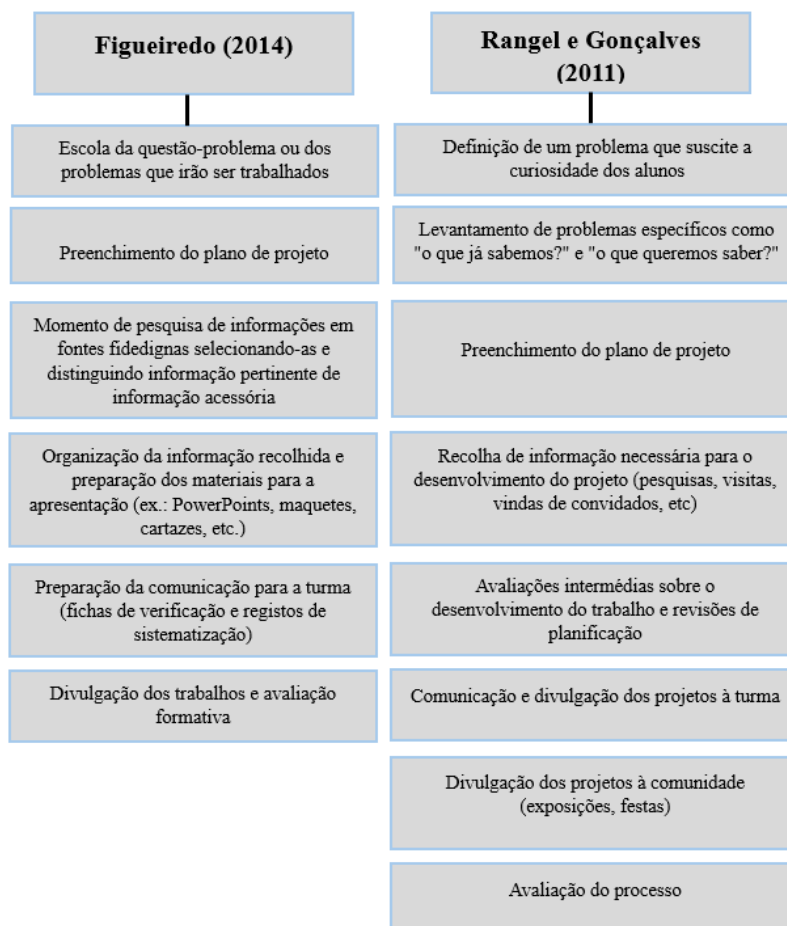 Figueiredo (2014)
Escola da questão-problema ou dos
problemas que irão ser trabalhados
Preenchimento do plano de projeto
Momento de pesquisa de informações em
fontes fidedignas selecionando-as e
distinguindo informação pertinente de
informação acessória
Organização da informação recolhida e
preparação dos materiais para a
apresentação (ex.: PowerPoints, maquetes,
cartazes, etc.)
Preparação da comunicação para a turma
(fichas de verificação e registos de
sistematização)
Divulgação dos trabalhos e avaliação
formativa
Rangel e Gonçalves
(2011)
Definição de um problema que suscite a
curiosidade dos alunos
Levantamento de problemas específicos como
"o que já sabemos?" e "o que queremos saber?"
Preenchimento do plano de projeto
Recolha de informação necessária para o
desenvolvimento do projeto (pesquisas, visitas,
vindas de convidados, etc)
Avaliações intermédias sobre o
desenvolvimento do trabalho e revisões de
planificação
Comunicação e divulgação dos projetos à turma
Divulgação dos projetos à comunidade
(exposições, festas)
Avaliação do processo